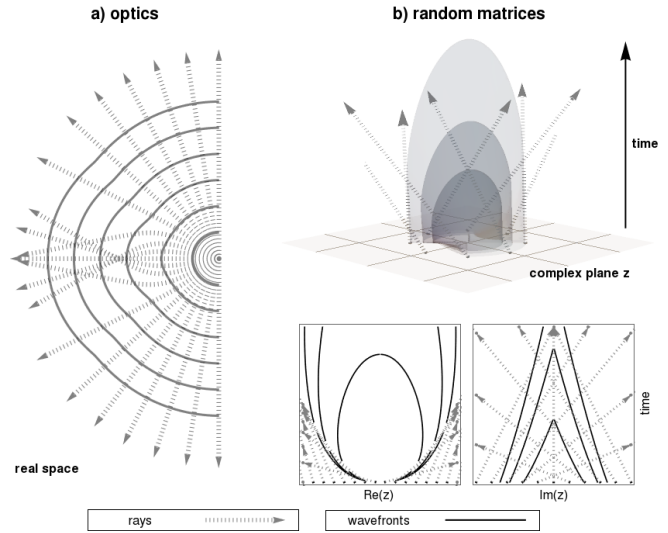 a) optics
b) random matrices
time
complex plane z
real space
time
Re(z)
Im(z)
rays
wavefronts